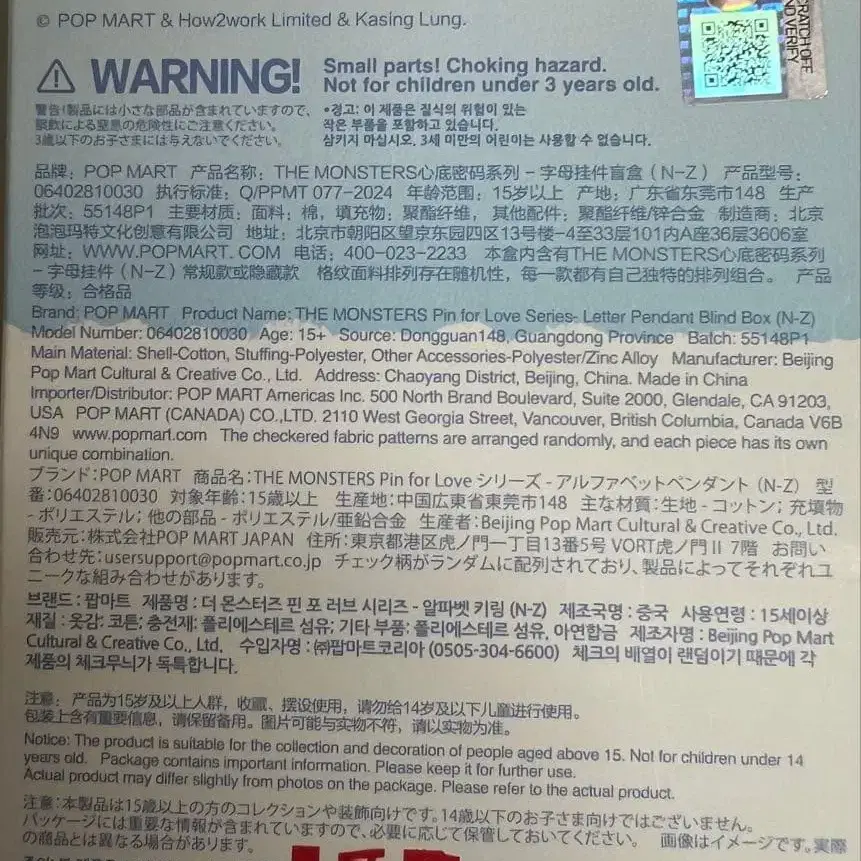 © POP MART & How2work Limited & Kasing Lung.
SCRATCH OFF
AND VERIFY
WARNING!
Small parts! Choking hazard.
Not for children under 3 years old.
警告!製品には小さな部品が含まれていますので、
誤飲による窒息の危険性にご注意ください。
3歳以下のお子さまには与えないでください。
•경고: 이 제품은 질식의 위험이 있는
작은 부품을 포함하고 있습니다.
삼키지 마십시오. 3세 미만의 어린이는 사용할 수 없습니다.
品牌：POP MART 产品名称：THE MONSTERS心底密码系列 – 字母挂件盲盒（N-Z） 产品型号：
06402810030 执行标准：Q/PPMT 077-2024 年龄范围：15岁以上 产地：广东省东莞市148 生产
批次：55148P1 主要材质：面料：棉，填充物：聚酯纤维，其他配件：聚酯纤维/锌合金 制造商：北京
泡泡玛特文化创意有限公司 地址：北京市朝阳区望京东园四区13号楼-4至33层101内A座36层3606室
网址：WWW.POPMART.COM 电话：400-023-2233 本盒内含有THE MONSTERS心底密码系列
– 字母挂件（N-Z）常规款或隐藏款 格纹面料排列存在随机性，每一款都有自己独特的排列组合。 产品
等级：合格品
Brand: POP MART Product Name: THE MONSTERS Pin for Love Series- Letter Pendant Blind Box (N-Z)
Model Number: 06402810030 Age: 15+ Source: Dongguan148, Guangdong Province Batch: 55148P1
Main Material: Shell-Cotton, Stuffing-Polyester, Other Accessories-Polyester/Zinc Alloy Manufacturer: Beijing
Pop Mart Cultural & Creative Co., Ltd. Address: Chaoyang District, Beijing, China. Made in China
Importer/Distributor: POP MART Americas Inc. 500 North Brand Boulevard, Suite 2000, Glendale, CA 91203,
USA POP MART (CANADA) CO.,LTD. 2110 West Georgia Street, Vancouver, British Columbia, Canada V6B
4N9 www.popmart.com The checkered fabric patterns are arranged randomly, and each piece has its own
unique combination.
ブランド：POP MART 商品名：THE MONSTERS Pin for Love シリーズ - アルファベットペンダント（N-Z） 型
番：06402810030 対象年齢：15歳以上 生産地：中国広東省東莞市148 主な材質：生地 - コットン；充填物
- ポリエステル；他の部品 - ポリエステル/亜鉛合金 生産者：Beijing Pop Mart Cultural & Creative Co., Ltd.
販売元：株式会社POP MART JAPAN 住所：東京都港区虎ノ門一丁目13番5号 VORT虎ノ門Ⅱ 7階 お問い
合わせ先：usersupport@popmart.co.jp チェック柄がランダムに配列されており、製品によってそれぞれユ
ニークな組み合わせがあります。
브랜드 : 팝마트 제품명 : 더 몬스터즈 핀 포 러브 시리즈 - 알파벳 키링 (N-Z) 제조국명 : 중국 사용연령 : 15세이상
재질 : 옷감: 코튼; 충전재: 폴리에스테르 섬유; 기타 부품: 폴리에스테르 섬유, 아연합금 제조자명 : Beijing Pop Mart
Cultural & Creative Co., Ltd. 수입자명 : ㈜팝마트코리아 (0505-304-6600) 체크의 배열이 랜덤이기 때문에 각
제품의 체크무늬가 독특합니다.
注意：产品为15岁及以上人群，收藏、摆设使用，请勿给14岁及以下儿童进行使用。
包装上含有重要信息，请保留备用。图片可能与实物不符，请以实物为准。
Notice: The product is suitable for the collection and decoration of people aged above 15. Not for children under 14
years old. Package contains important information. Please keep it for further use.
Actual product may differ slightly from photos on the package. Please refer to the actual product.
注意：本製品は15歳以上の方のコレクションや装飾向けです。14歳以下のお子さま向けではございません。
パッケージには重要な情報が含まれていますので、必要に応じて保管しておいてください。 画像はイメージです。実際
の商品とは異なる場合があります。